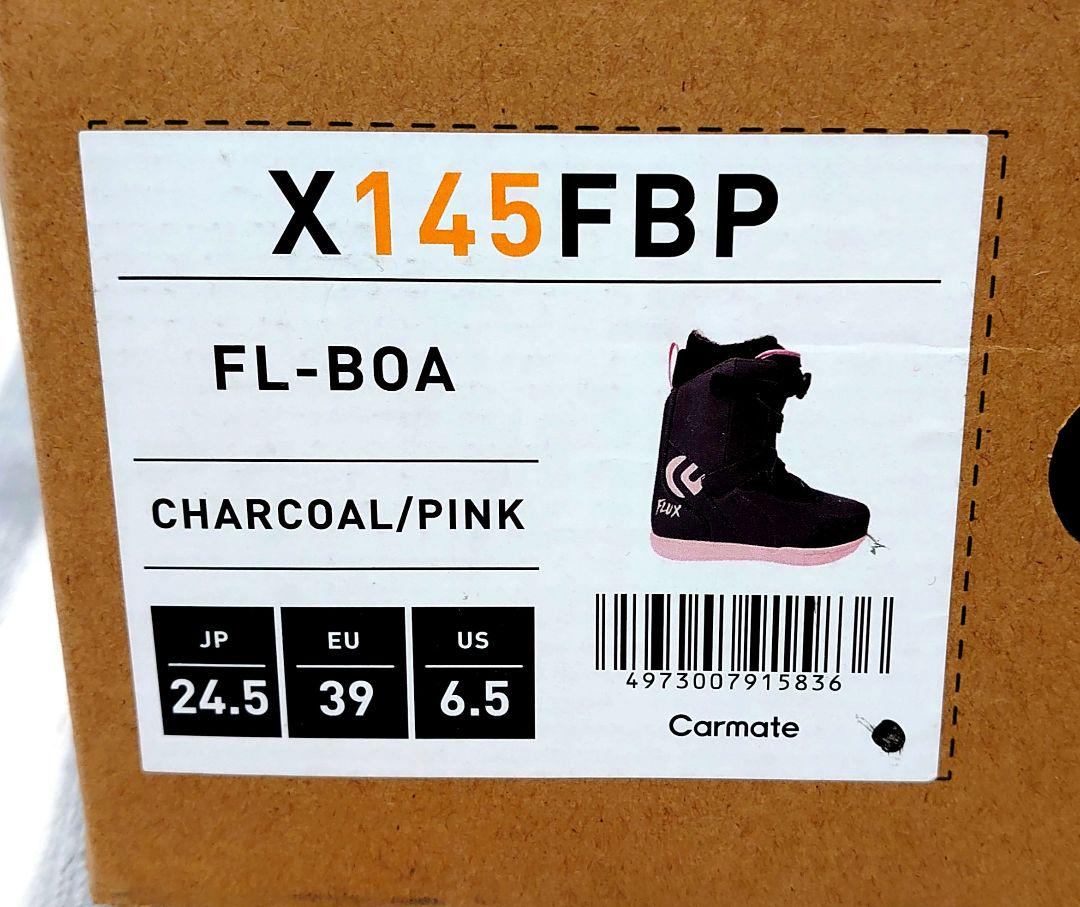 X145FBP
FL-BOA
CHARCOAL/PINK
FLUX
JP
24.5
EU
39
US
6.5
4973007915836
Carmate